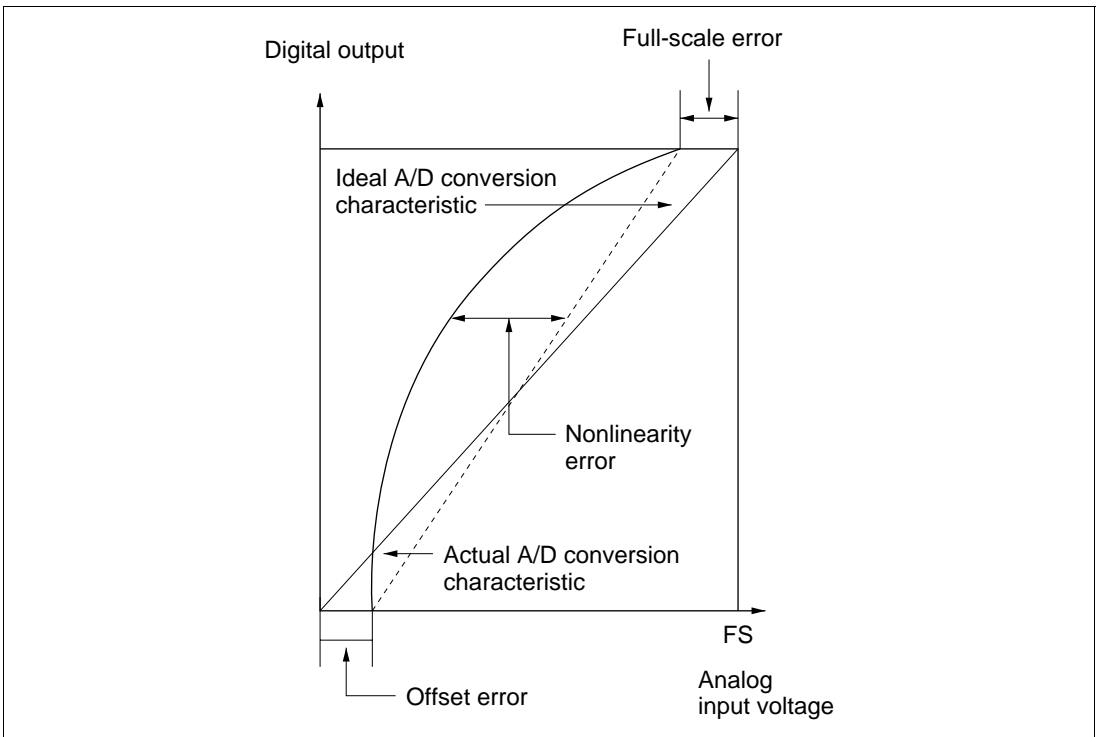 Full-scale error
Digital output
Ideal A/D conversion
characteristic
Nonlinearity
error
Actual A/D conversion
characteristic
FS
Offset error
Analog
input voltage